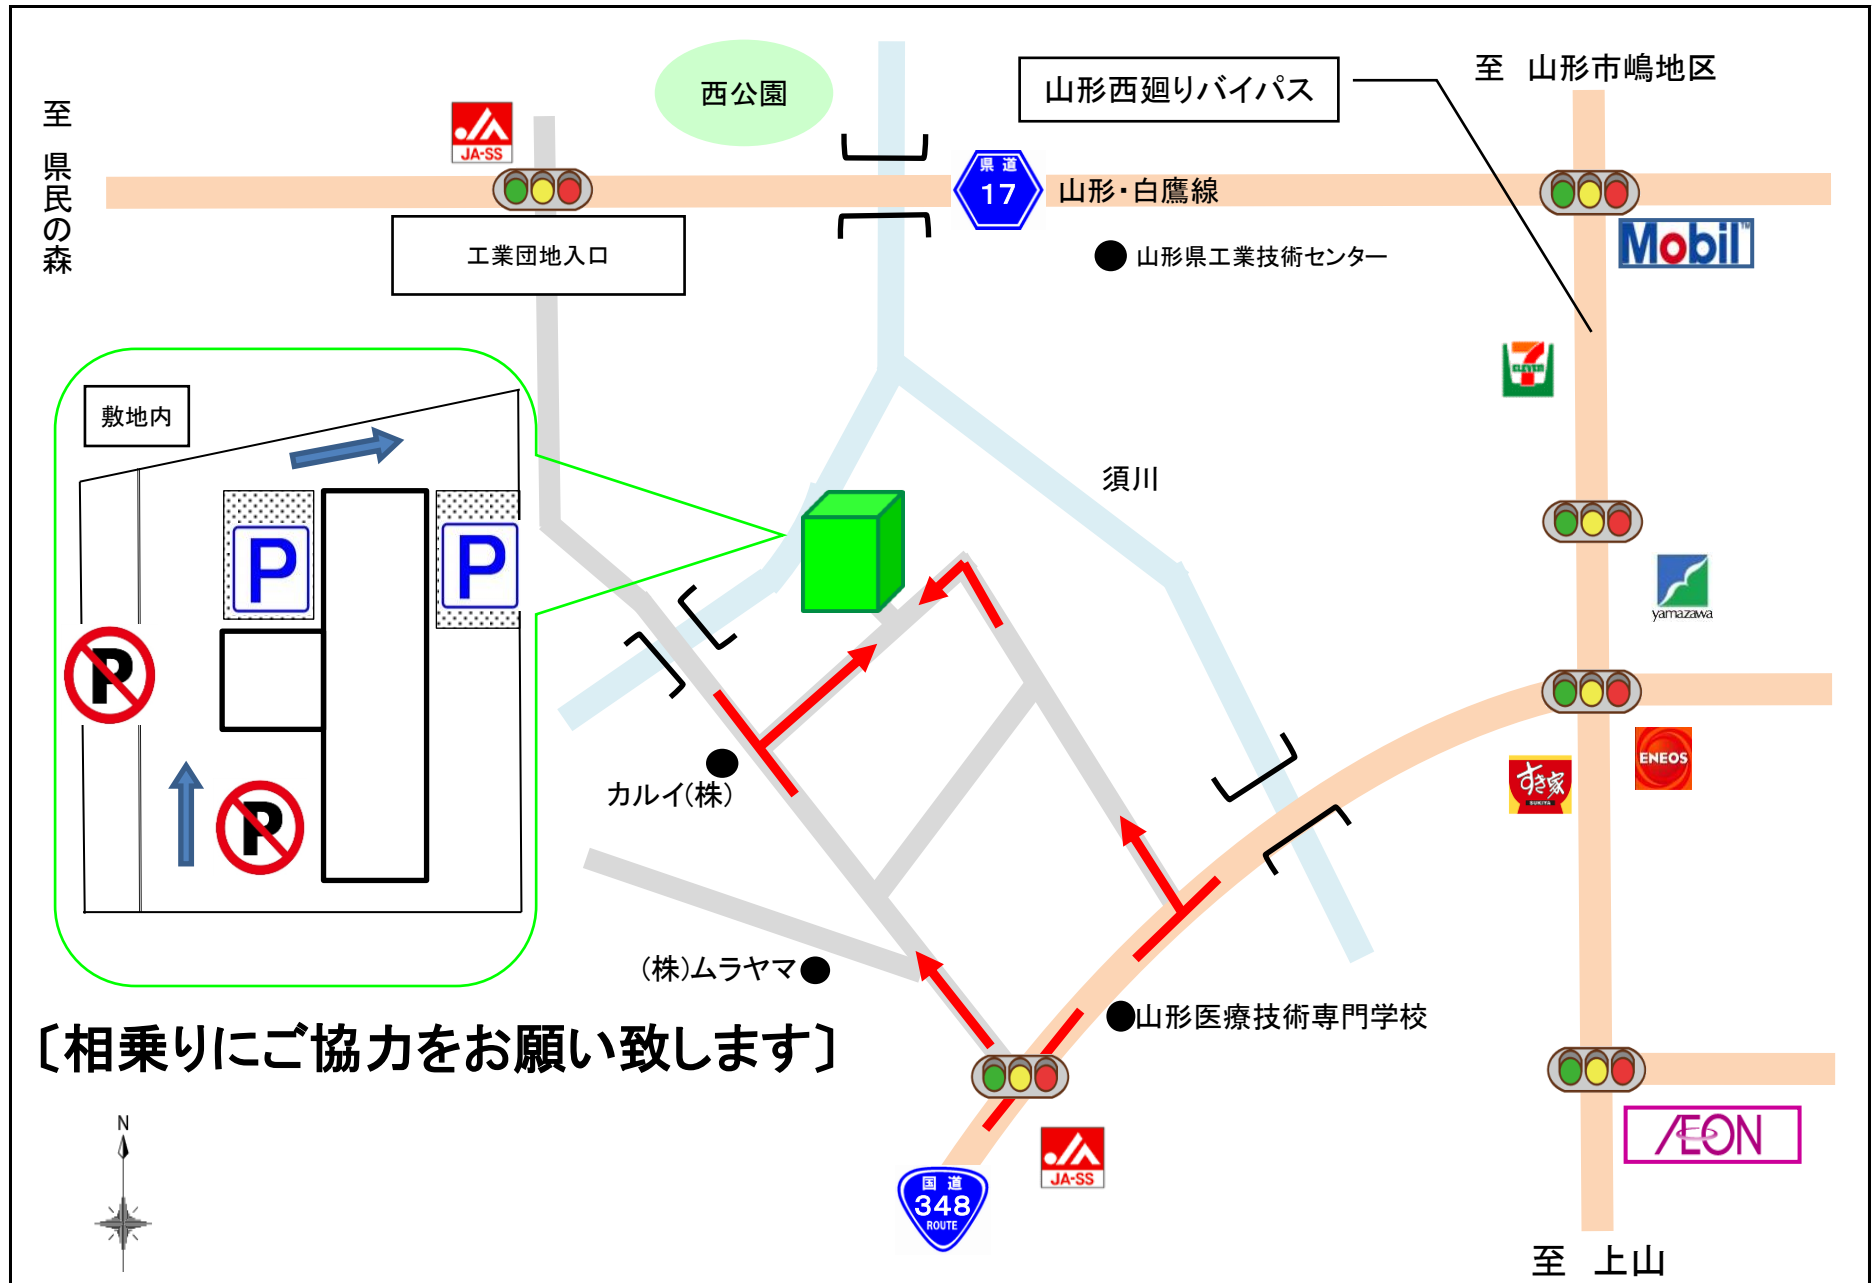 至 県民の森
JA-SS
西公園
山形西廻りバイパス
至 山形市嶋地区
県道
17
山形・白鷹線
工業団地入口
山形県工業技術センター
Mobil
TM
7
ELEVEN
敷地内
須川
P
P
yamazawa
P
P
カルイ(株)
すき家
SUKIYA
ENEOS
(株)ムラヤマ
山形医療技術専門学校
〔相乗りにご協力をお願い致します〕
JA-SS
ÆON
N
国道
348
ROUTE
至 上山